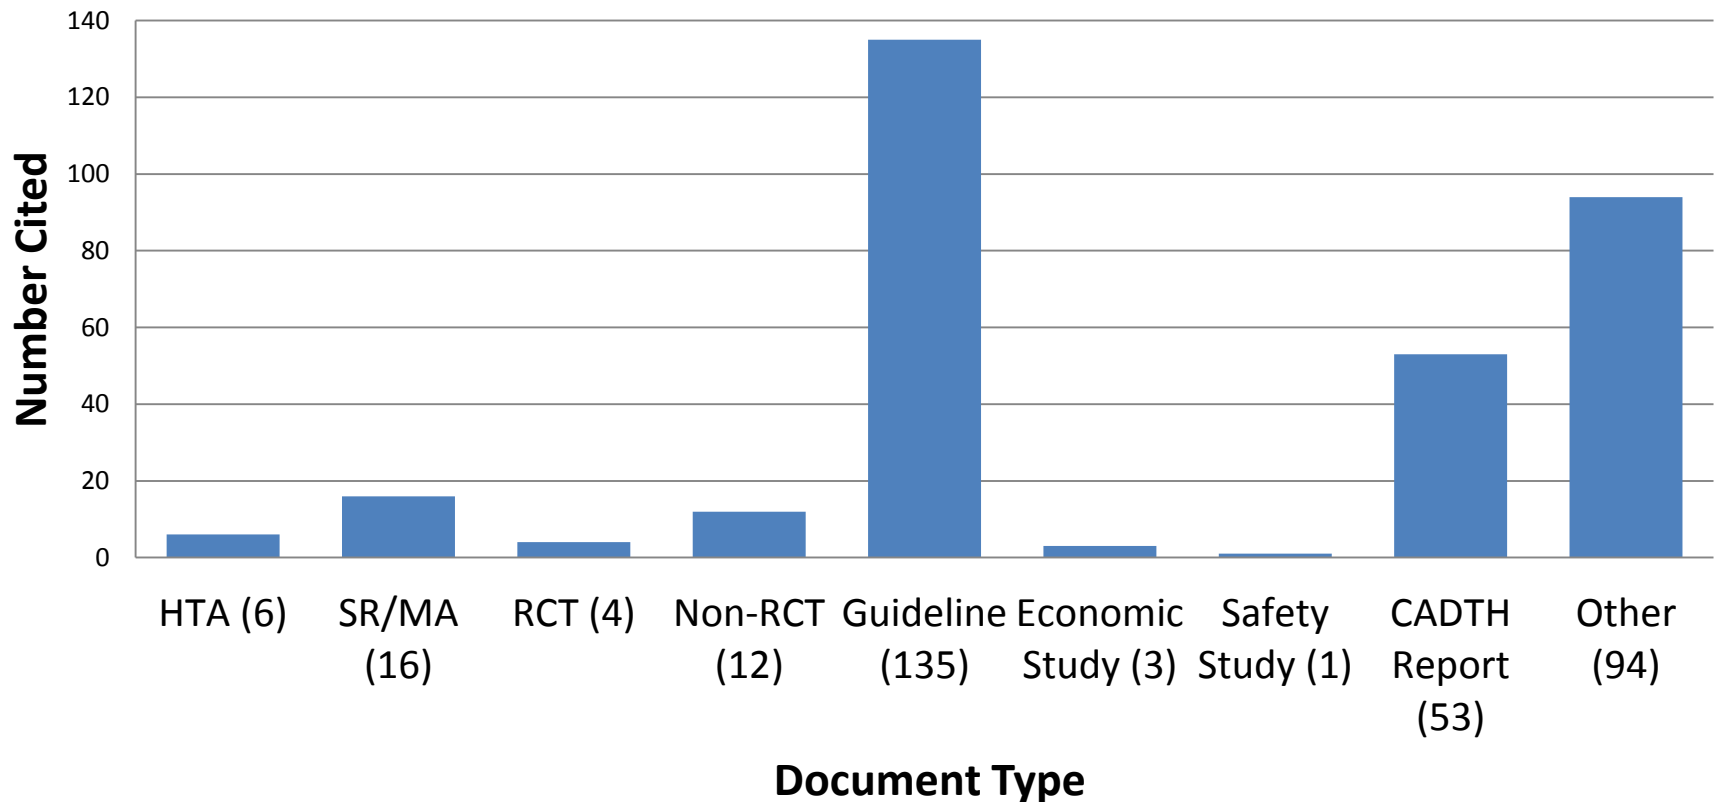 Number Cited
140
120
100
80
60
40
20
0
HTA (6)
SR/MA
(16)
RCT (4)
Non-RCT
(12)
Guideline
(135)
Economic
Study (3)
Safety
Study (1)
CADTH
Report
(53)
Other
(94)
Document Type